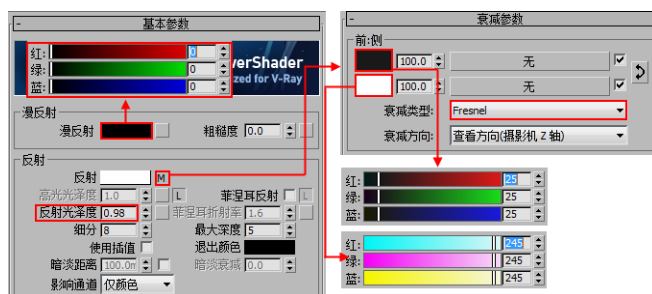 基本参数
红: 0
绿: 0
蓝: 0
werShader
zed for V-Ray
漫反射
漫反射 粗糙度 0.0
反射
反射 M
高光光泽度 1.0 L 菲涅耳反射 L
反射光泽度 0.98 菲涅耳折射率 1.6
细分 8 最大深度 5
使用插值 退出颜色
暗淡距离 100.0m 暗淡衰减 0.0
影响通道 仅颜色
衰减参数
前:侧
100.0 无
100.0 无
衰减类型: Fresnel
衰减方向: 查看方向(摄影机 Z 轴)
红: 25
绿: 25
蓝: 25
红: 245
绿: 245
蓝: 245